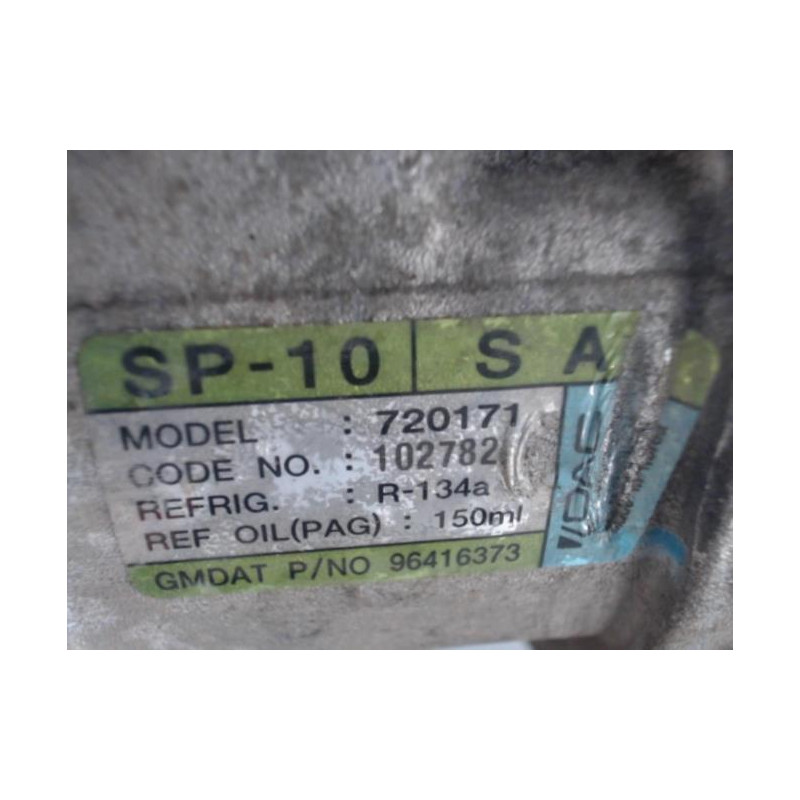 SP-10 S A
MODEL : 720171
CODE NO. : 102782
REFRIG. : R-134a
REF OIL(PAG) : 150ml
GMDAT P/NO 96416373